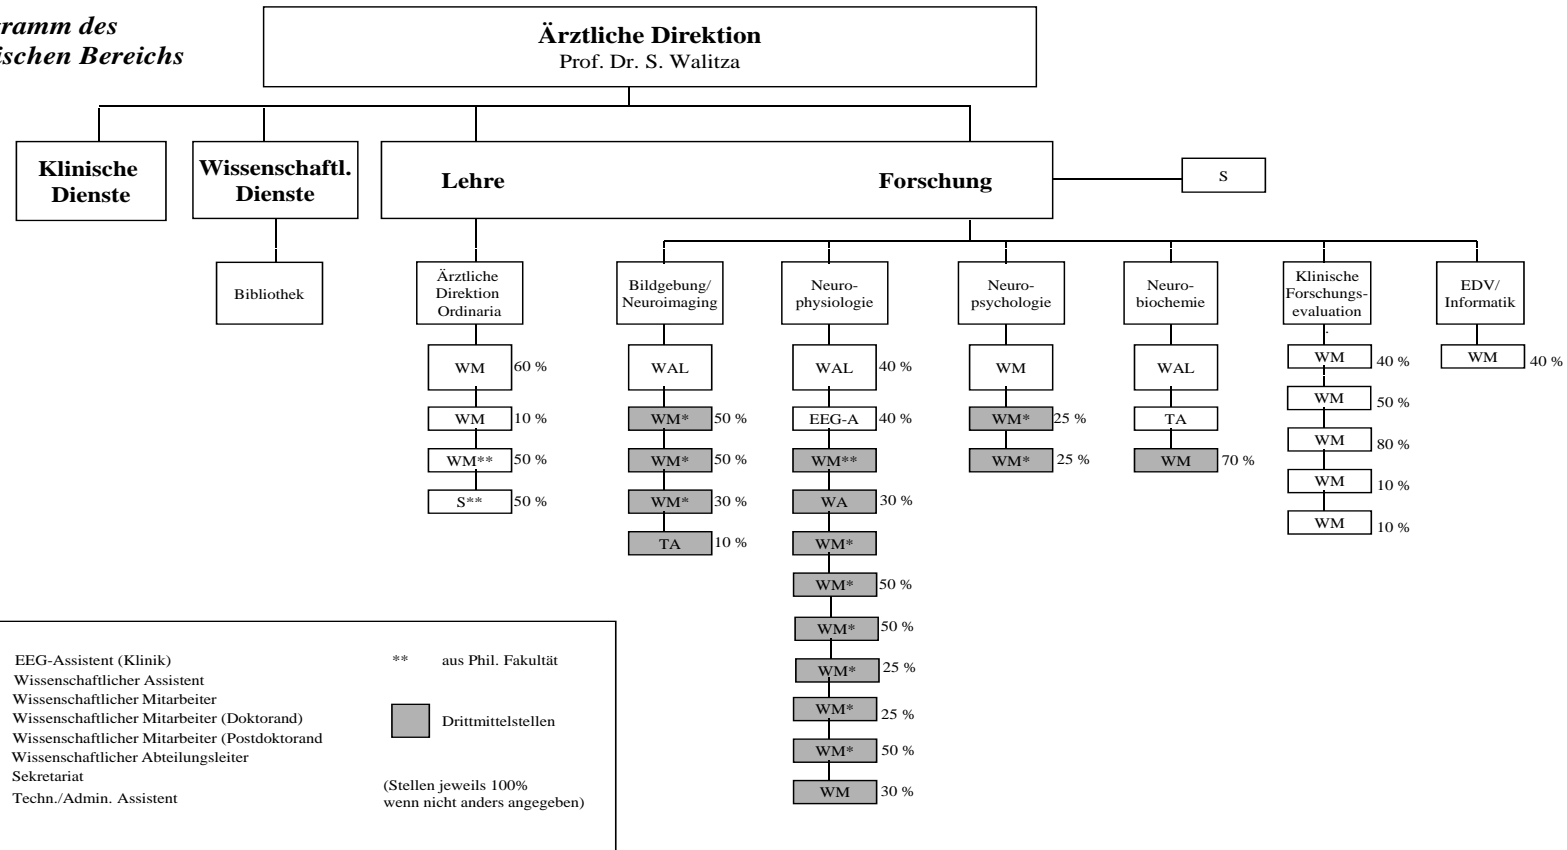 gramm des
ischen Bereichs
Ärztliche Direktion
Prof. Dr. S. Walitza
Klinische
Dienste
Wissenschaftl.
Dienste
Lehre
Forschung
S
Bibliothek
Ärztliche
Direktion
Ordinaria
WM 60 %
WM 10 %
WM** 50 %
S** 50 %
Bildgebung/
Neuroimaging
WAL
WM* 50 %
WM* 50 %
WM* 30 %
TA 10 %
Neuro-
physiologie
WAL 40 %
EEG-A 40 %
WM**
WA 30 %
WM*
WM* 50 %
WM* 50 %
WM* 25 %
WM* 25 %
WM* 50 %
WM 30 %
Neuro-
psychologie
WM
WM* 25 %
WM* 25 %
Neuro-
biochemie
WAL
TA
WM 70 %
Klinische
Forschungs-
evaluation
WM 40 %
WM 50 %
WM 80 %
WM 10 %
WM 10 %
EDV/
Informatik
WM 40 %
EEG-Assistent (Klinik)
Wissenschaftlicher Assistent
Wissenschaftlicher Mitarbeiter
Wissenschaftlicher Mitarbeiter (Doktorand)
Wissenschaftlicher Mitarbeiter (Postdoktorand
Wissenschaftlicher Abteilungsleiter
Sekretariat
Techn./Admin. Assistent
** aus Phil. Fakultät
Drittmittelstellen
(Stellen jeweils 100%
wenn nicht anders angegeben)